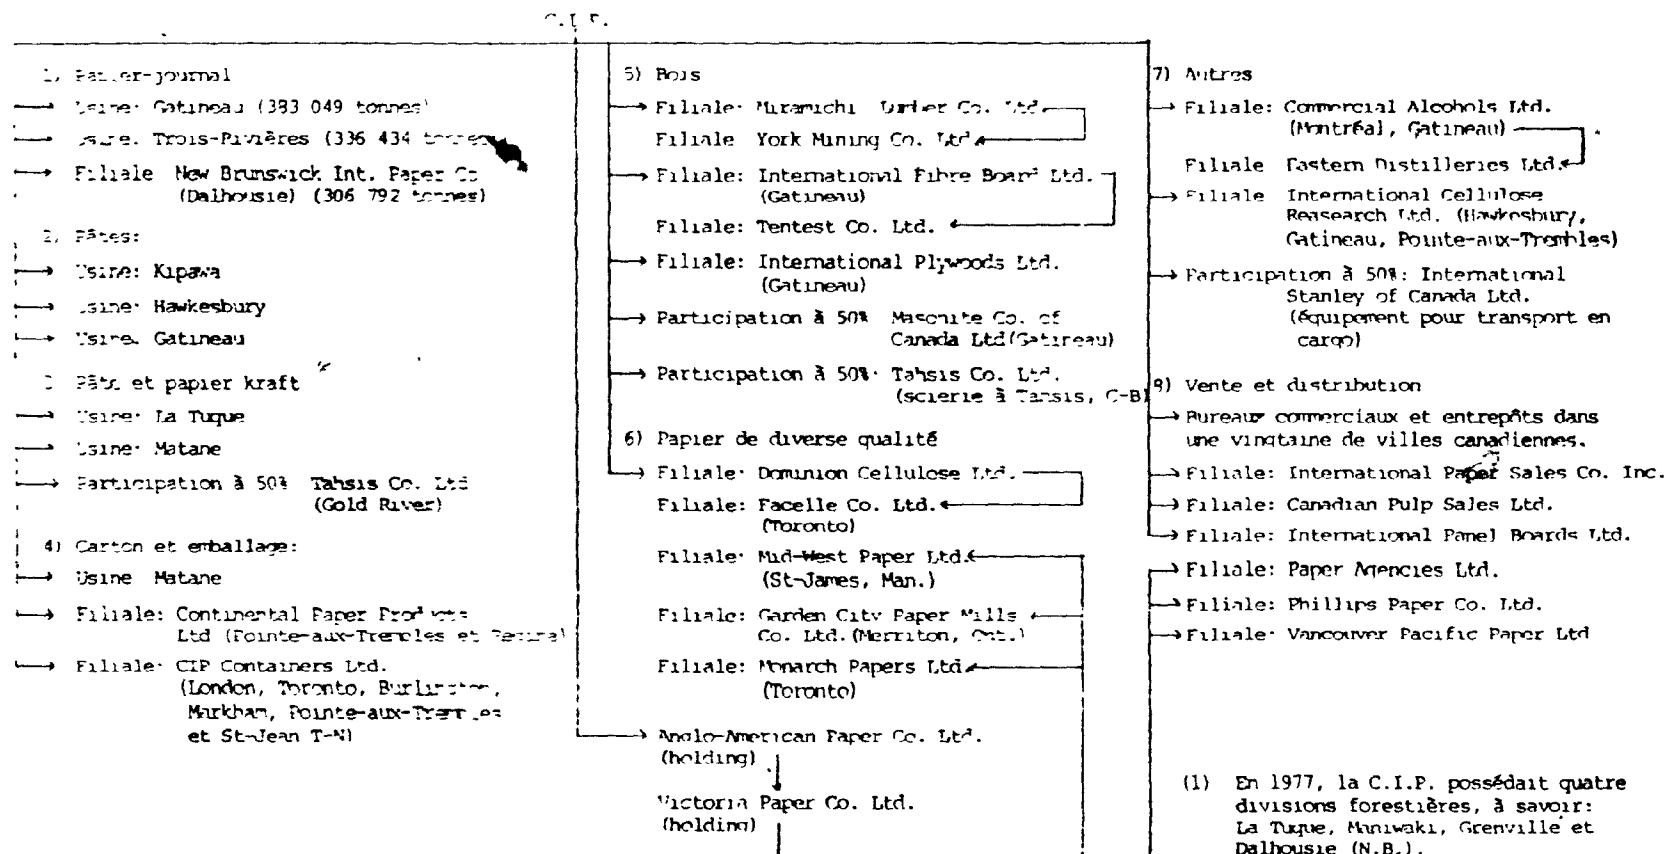 C.I.P.
1) Papier-journal
Usine: Gatineau (383 049 tonnes)
Usine: Trois-Rivières (336 434 tonnes)
Filiale New Brunswick Int. Paper Co
(Dalhousie) (306 792 tonnes)
2) Pâtes:
Usine: Kipawa
Usine: Hawkesbury
Usine. Gatineau
3 Pâte et papier kraft
Usine: La Tuque
Usine: Matane
Participation à 50% Tahsis Co. Ltd
(Gold River)
4) Carton et emballage:
Usine Matane
Filiale: Continental Paper Products
Ltd (Pointe-aux-Trembles et Regina)
Filiale: CIP Containers Ltd.
(London, Toronto, Burlington,
Markham, Pointe-aux-Trembles
et St-Jean T-N)
5) Bois
Filiale: Miramichi Lumber Co. Ltd.
Filiale York Mining Co. Ltd.
Filiale: International Fibre Board Ltd.
(Gatineau)
Filiale: Tentest Co. Ltd.
Filiale: International Plywoods Ltd.
(Gatineau)
Participation à 50% Masonite Co. of
Canada Ltd(Gatineau)
Participation à 50%: Tahsis Co. Ltd.
(scierie à Tahsis, C-B)
6) Papier de diverse qualité
Filiale: Dominion Cellulose Ltd.
Filiale: Facelle Co. Ltd.
(Toronto)
Filiale: Mid-West Paper Ltd.
(St-James, Man.)
Filiale: Garden City Paper Mills
Co. Ltd.(Merriton, Ont.)
Filiale: Monarch Papers Ltd.
(Toronto)
Anglo-American Paper Co. Ltd.
(holding)
Victoria Paper Co. Ltd.
(holding)
7) Autres
Filiale: Commercial Alcohols Ltd.
(Montréal, Gatineau)
Filiale Eastern Distilleries Ltd.
Filiale International Cellulose
Reasearch Ltd. (Hawkesbury,
Gatineau, Pointe-aux-Trembles)
Participation à 50%: International
Stanley of Canada Ltd.
(équipement pour transport en
cargo)
8) Vente et distribution
Bureaux commerciaux et entrepôts dans
une vingtaine de villes canadiennes.
Filiale: International Paper Sales Co. Inc.
Filiale: Canadian Pulp Sales Ltd.
Filiale: International Panel Boards Ltd.
Filiale: Paper Agencies Ltd.
Filiale: Phillips Paper Co. Ltd.
Filiale: Vancouver Pacific Paper Ltd
(1) En 1977, la C.I.P. possédait quatre
divisions forestières, à savoir:
La Tuque, Maniwaki, Grenville et
Dalhousie (N.B.).